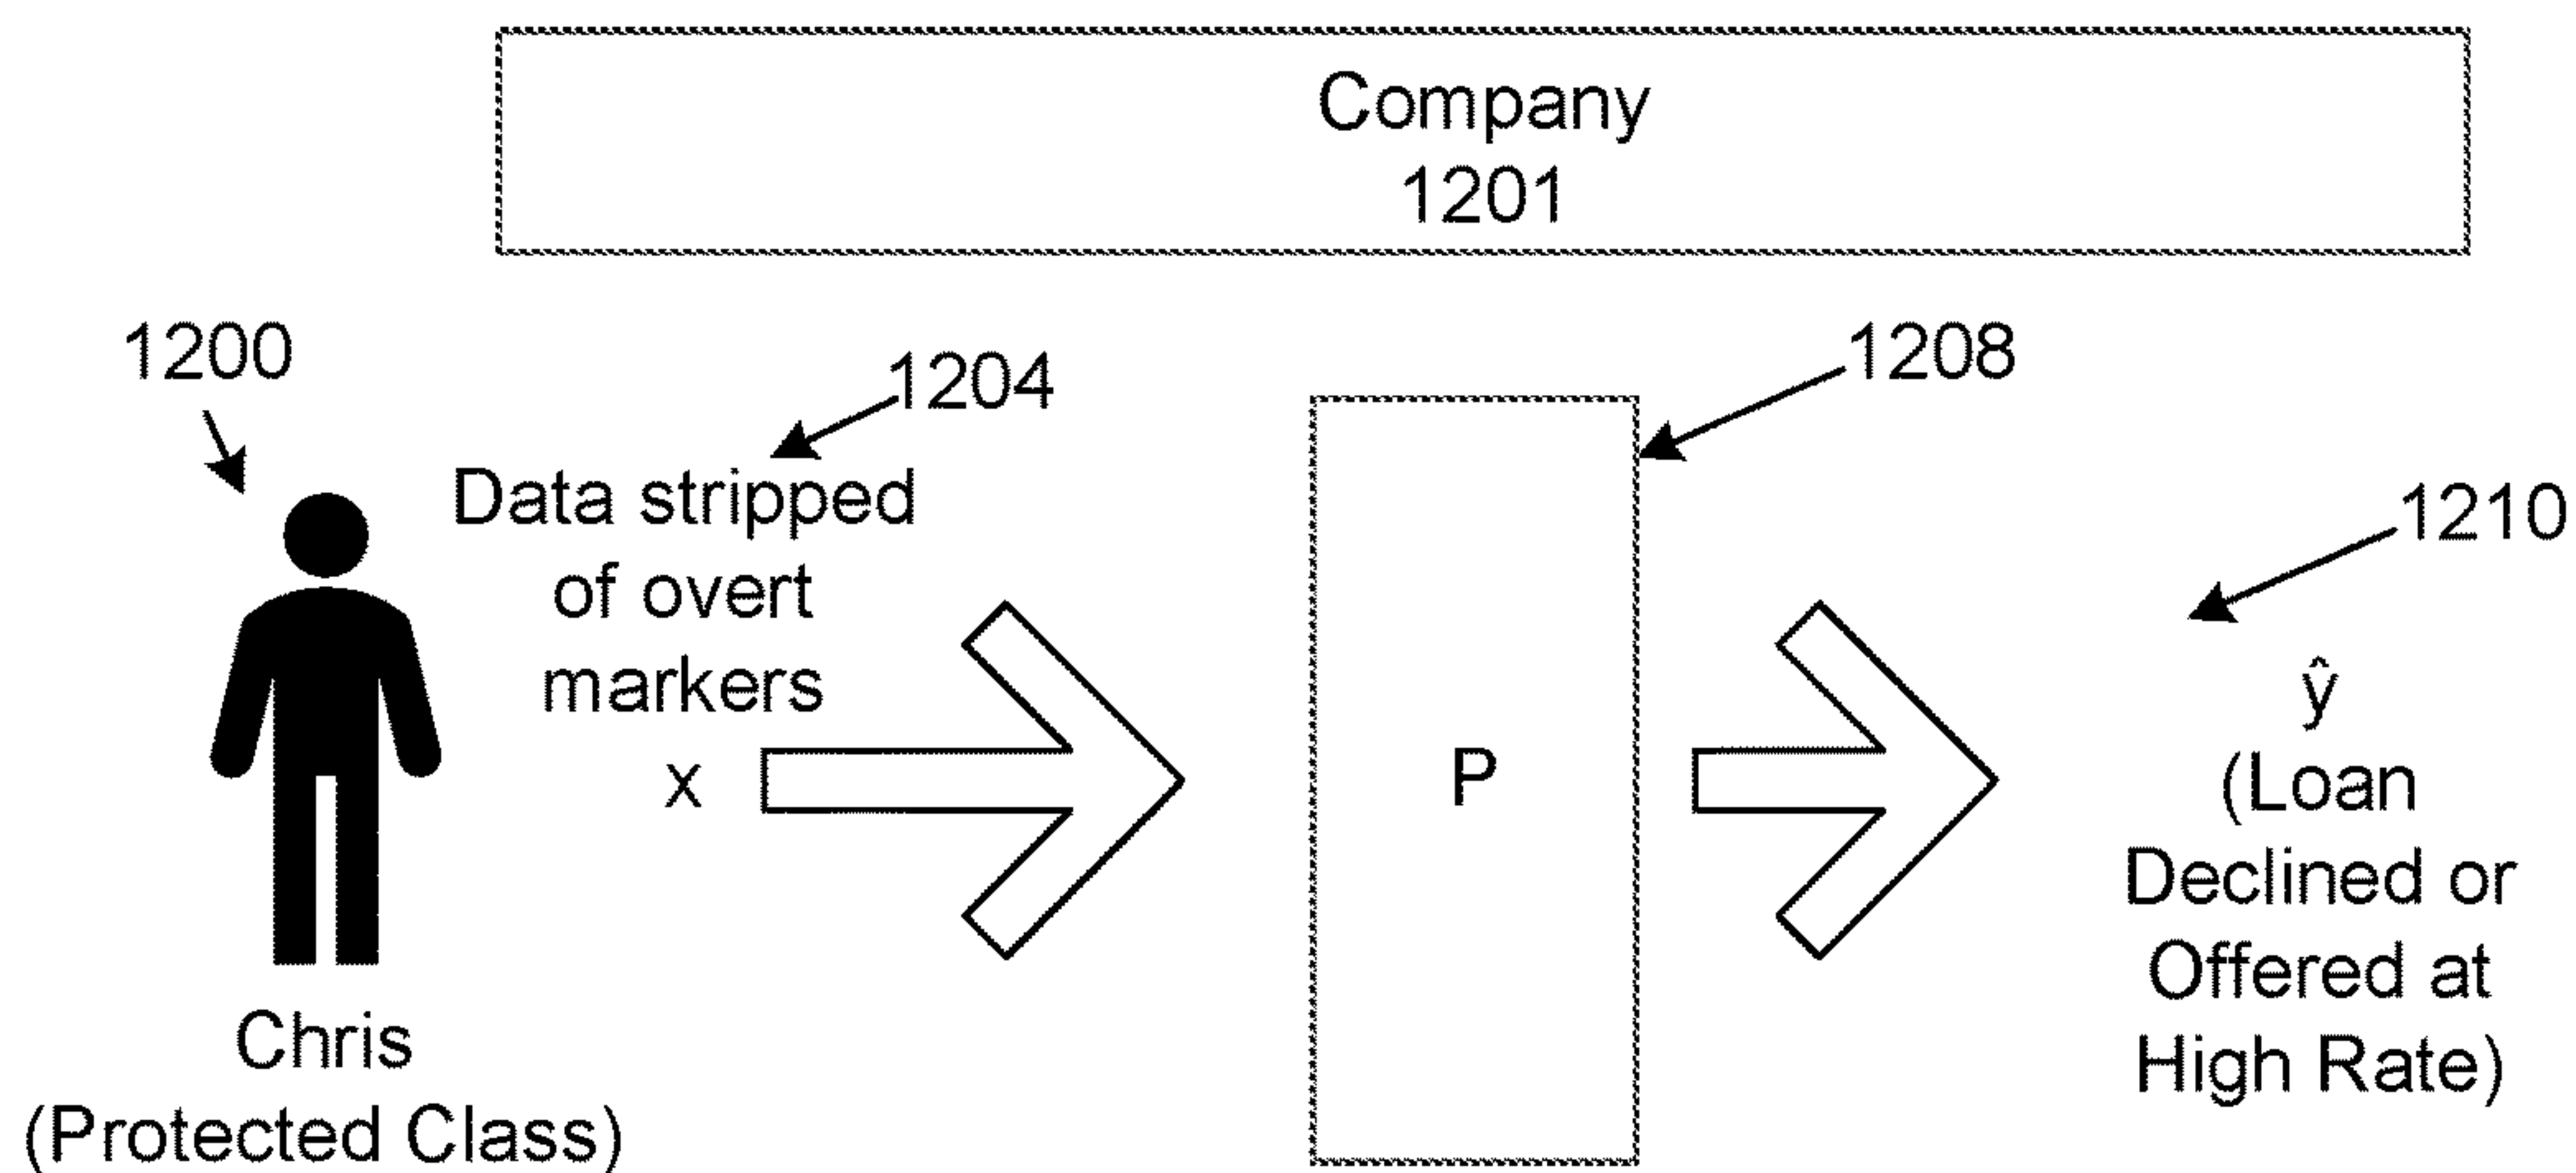 Company
1201
1200
1204
1208
1210
Data stripped
of overt
markers
x
P
ŷ
(Loan
Declined or
Offered at
High Rate)
Chris
(Protected Class)